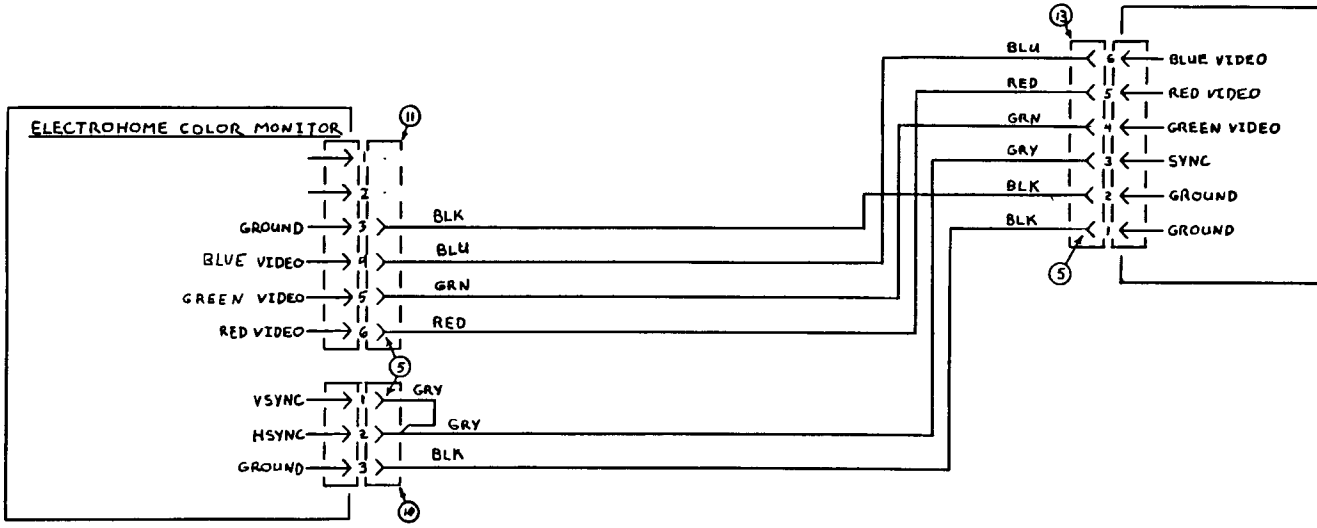 ELECTROHOME COLOR MONITOR
11
1
2
GROUND 3 BLK
BLUE VIDEO 4 BLU
GREEN VIDEO 5 GRN
RED VIDEO 6 RED
5
VSYNC 1 GRY
HSYNC 2 GRY
GROUND 3 BLK
13
BLU 6 BLUE VIDEO
RED 5 RED VIDEO
GRN 4 GREEN VIDEO
GRY 3 SYNC
BLK 2 GROUND
BLK 1 GROUND
5